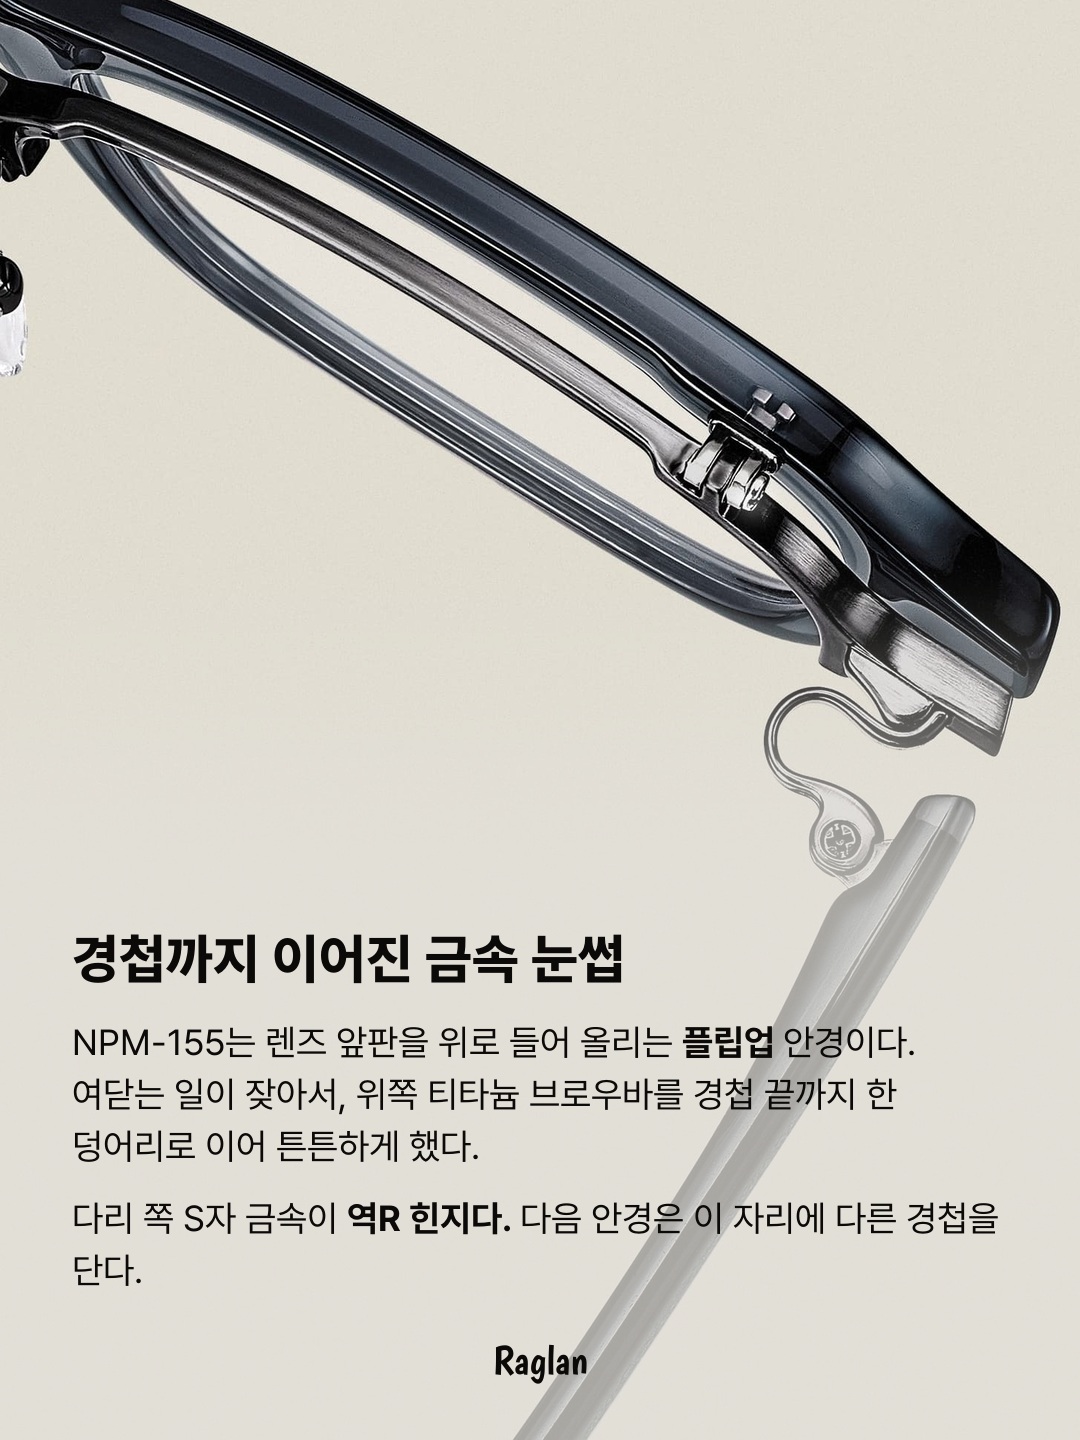 경첩까지 이어진 금속 눈썹
NPM-155는 렌즈 앞판을 위로 들어 올리는 플립업 안경이다.
여닫는 일이 잦아서, 위쪽 티타늄 브로우바를 경첩 끝까지 한
덩어리로 이어 튼튼하게 했다.
다리 쪽 S자 금속이 역R 힌지다. 다음 안경은 이 자리에 다른 경첩을
단다.
Raglan